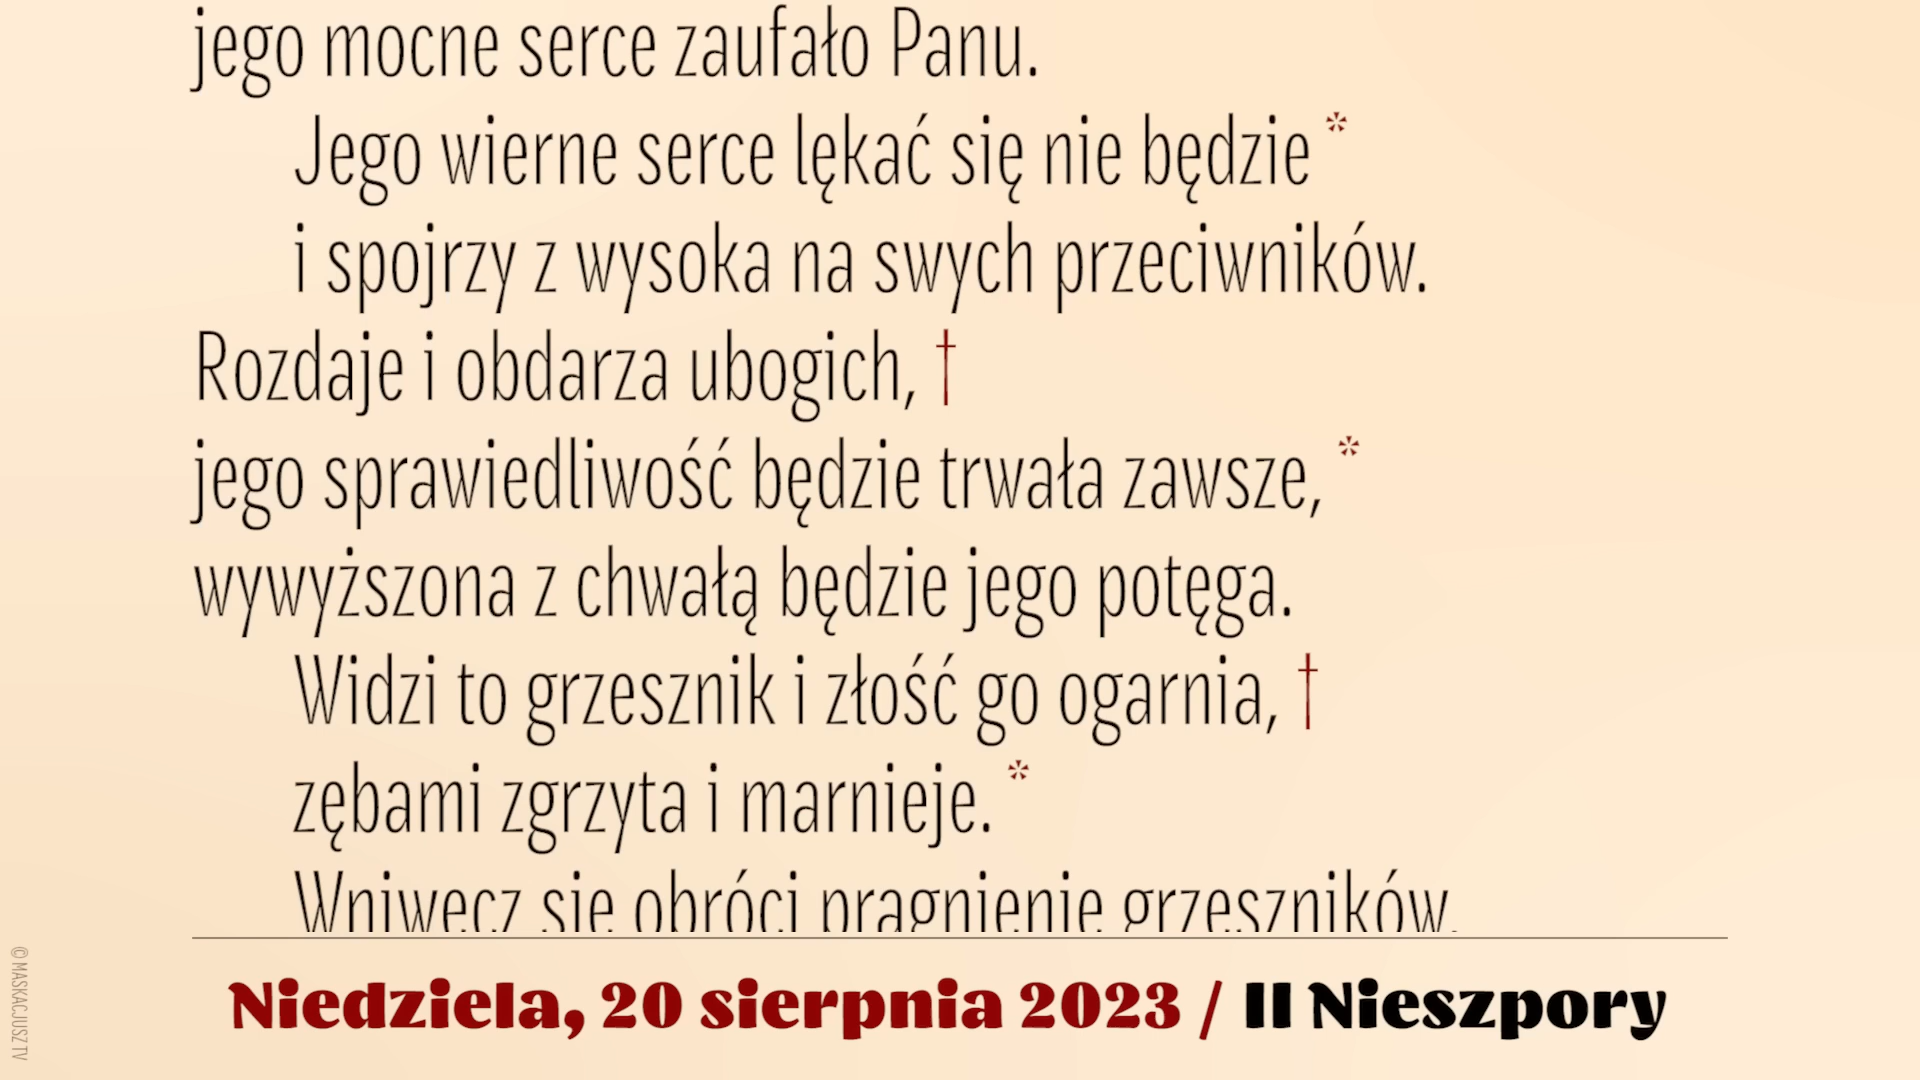 jego mocne serce zaufało Panu.
Jego wierne serce lękać się nie będzie *
i spojrzy z wysoka na swych przeciwników.
Rozdaje i obdarza ubogich, †
jego sprawiedliwość będzie trwała zawsze, *
wywyższona z chwałą będzie jego potęga.
Widzi to grzesznik i złość go ogarnia, †
zębami zgrzyta i marnieje. *
Wniwecz się obróci pragnienie grzeszników.
Niedziela, 20 sierpnia 2023 / II Nieszpory
© MASKACJUSZ TV